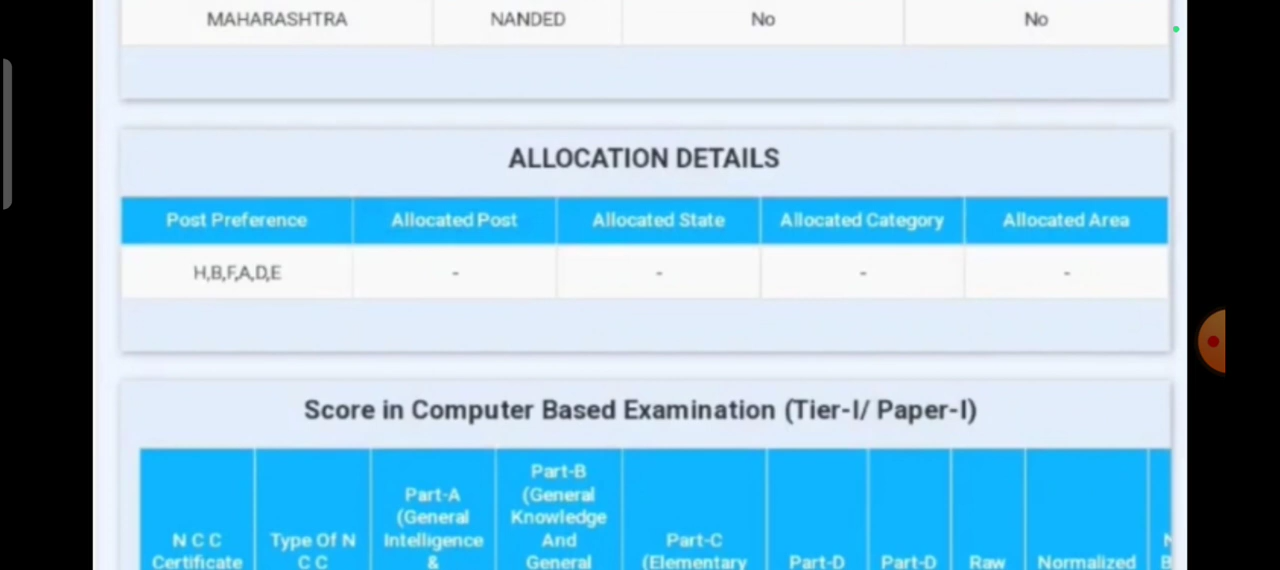 MAHARASHTRA NANDED No No
ALLOCATION DETAILS
Post Preference Allocated Post Allocated State Allocated Category Allocated Area
H,B,F,A,D,E - - - -
Score in Computer Based Examination (Tier-I/ Paper-I)
N C C Certificate
Type Of N C C
Part-A (General Intelligence &
Part-B (General Knowledge And General
Part-C (Elementary
Part-D
Part-D
Raw
Normalized